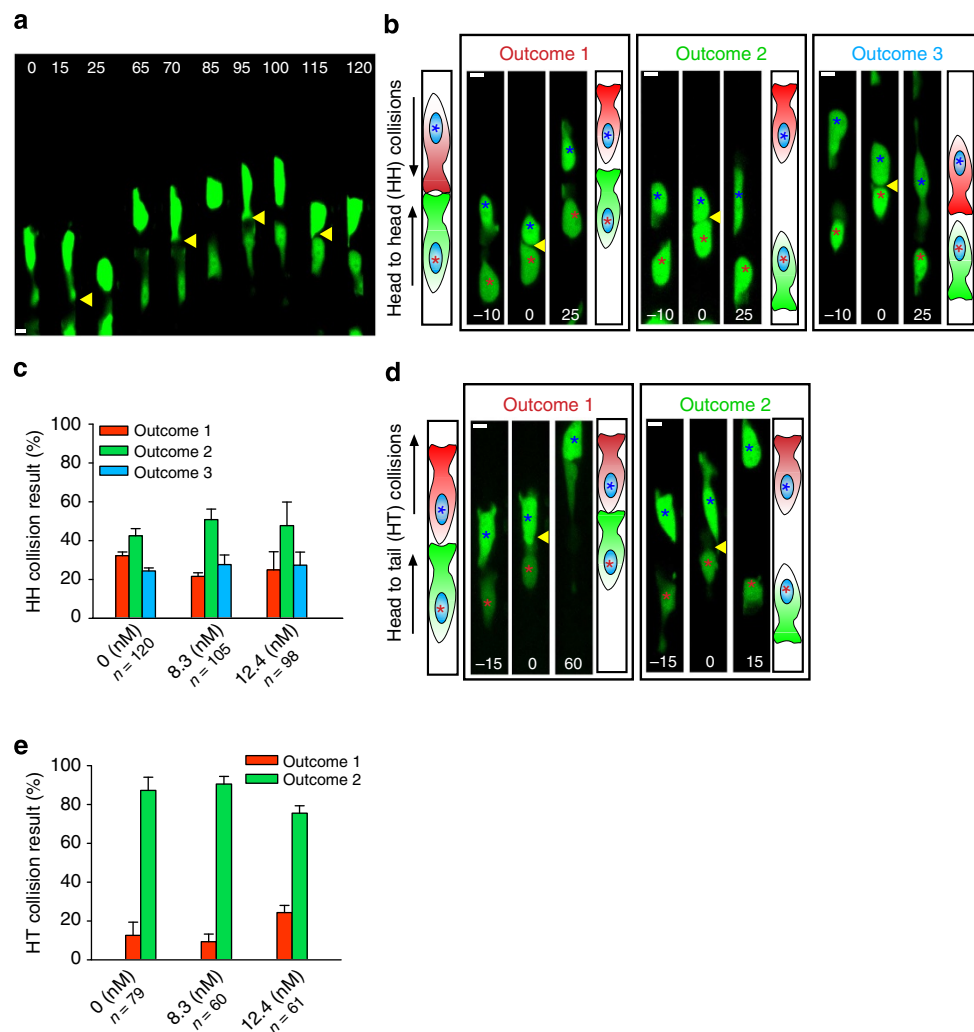 a
0 15 25 65 70 85 95 100 115 120
b
Outcome 1
Outcome 2
Outcome 3
Head to head (HH) collisions
* * * * * * * * * * *
* * * * * * * * * * *
–10 0 25
–10 0 25
–10 0 25
c
HH collision result (%)
100
80
60
40
20
0
Outcome 1
Outcome 2
Outcome 3
0 (nM)
n = 120
8.3 (nM)
n = 105
12.4 (nM)
n = 98
d
Outcome 1
Outcome 2
Head to tail (HT) collisions
–15 0 60
–15 0 15
e
HT collision result (%)
100
80
60
40
20
0
Outcome 1
Outcome 2
0 (nM)
n = 79
8.3 (nM)
n = 60
12.4 (nM)
n = 61